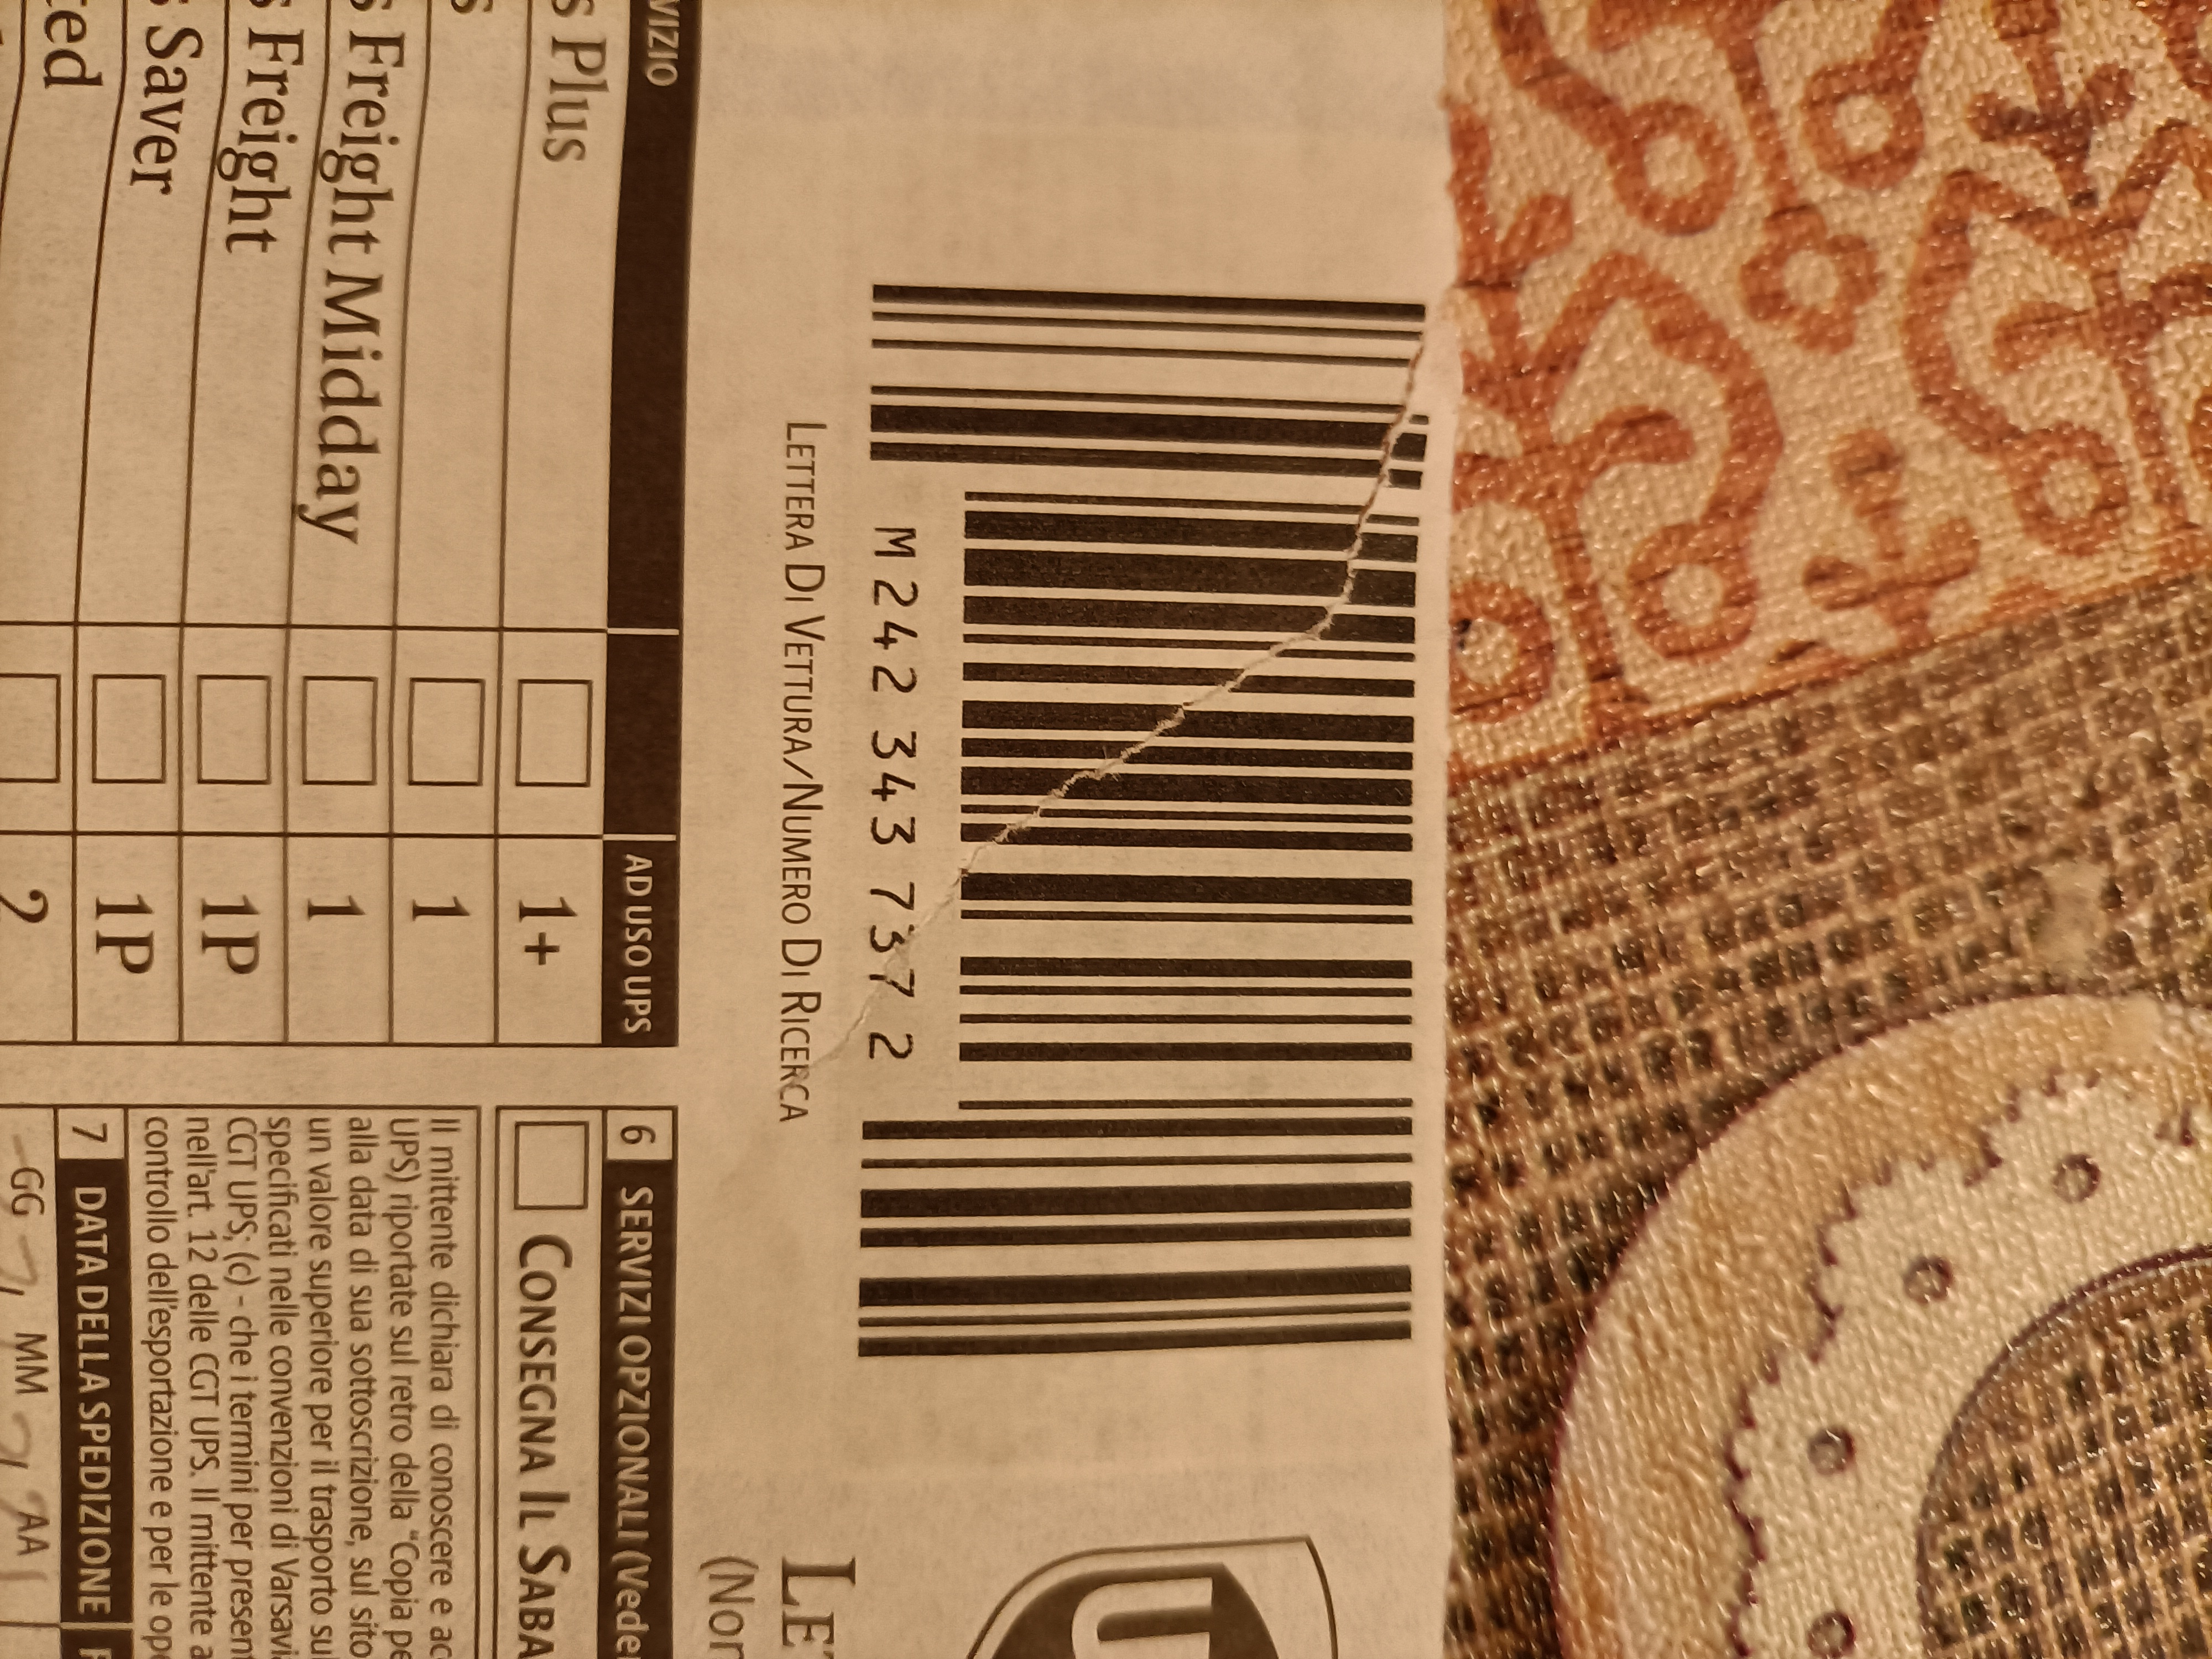 LETTERA DI VETTURA/NUMERO DI RICERCA
M242 343 737 2
VIZIO
AD USO UPS
S Plus 1+
S 1
S Freight Midday 1
S Freight 1P
S Saver 1P
ted 2
6 SERVIZI OPZIONALI (Vede
CONSEGNA IL SABA
Il mittente dichiara di conoscere e ac
UPS) riportate sul retro della "Copia pe
alla data di sua sottoscrizione, sul sito
un valore superiore per il trasporto su
specificati nelle convenzioni di Varsavi
CGT UPS; (c) - che i termini per presen
nell'art. 12 delle CGT UPS. Il mittente a
controllo dell'esportazione e per le ope
7 DATA DELLA SPEDIZIONE
GG MM AA
U
LE
(Nor